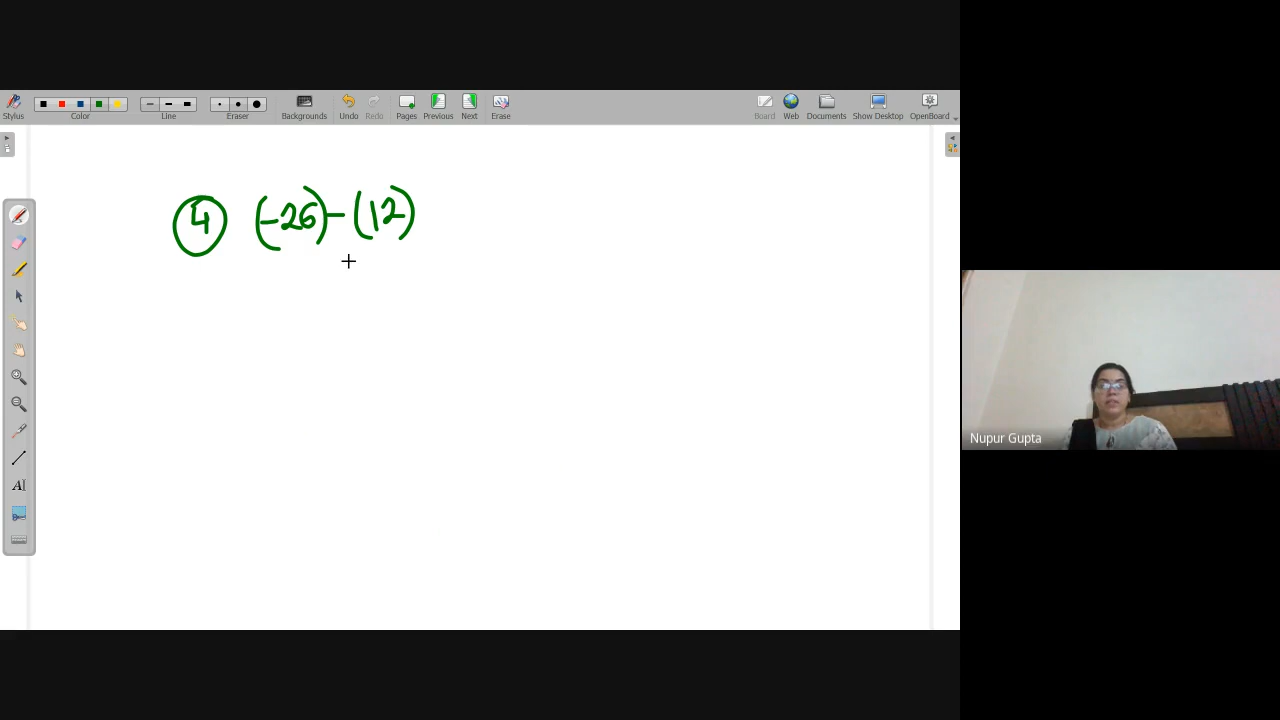 Stylus
Color
Line
Eraser
Backgrounds
Undo
Redo
Pages
Previous
Next
Erase
Board
Web
Documents
Show Desktop
OpenBoard
4 (-26)-(12)
AI
Nupur Gupta